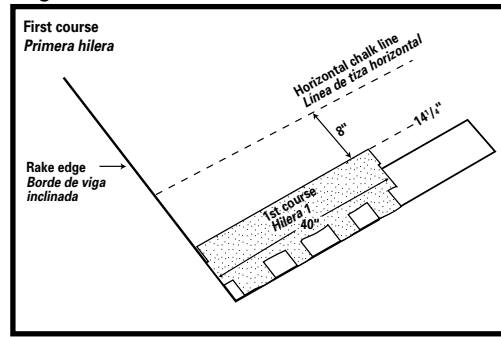 First course
Primera hilera
Horizontal chalk line
Línea de tiza horizontal
8"
14¹/₄"
Rake edge
Borde de viga
inclinada
1st course
Hilera 1
40"